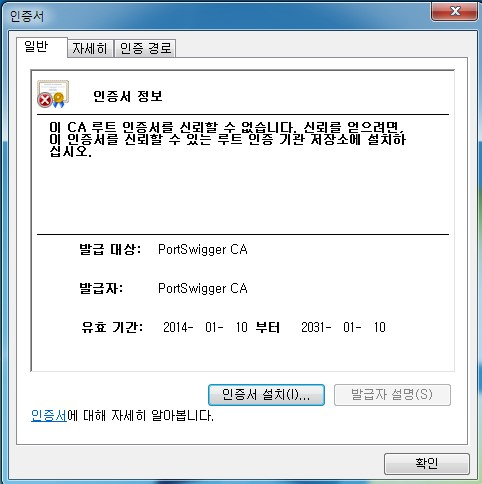 인증서
일반 자세히 인증 경로
인증서 정보
이 CA 루트 인증서를 신뢰할 수 없습니다. 신뢰를 얻으려면,
이 인증서를 신뢰할 수 있는 루트 인증 기관 저장소에 설치하
십시오.
발급 대상: PortSwigger CA
발급자: PortSwigger CA
유효 기간: 2014- 01- 10 부터 2031- 01- 10
인증서 설치(I)... 발급자 설명(S)
인증서에 대해 자세히 알아봅니다.
확인